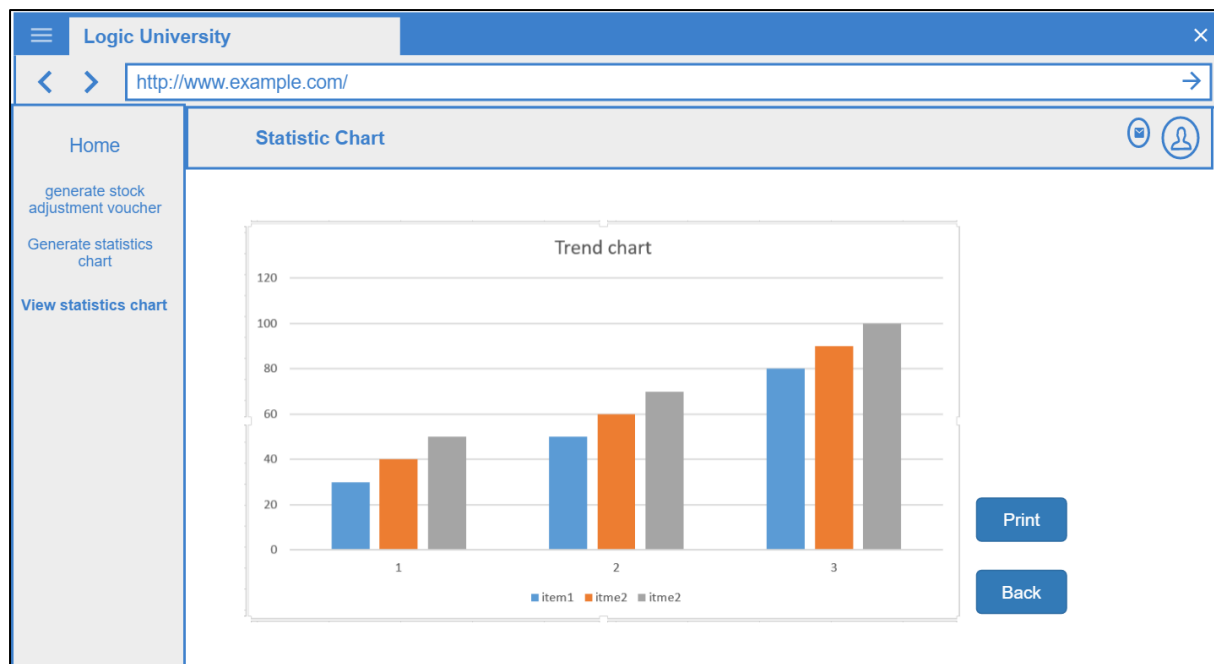 Logic University
http://www.example.com/
Home
generate stock
adjustment voucher
Generate statistics
chart
View statistics chart
Statistic Chart
Trend chart
120
100
80
60
40
20
0
1 2 3
item1 itme2 itme2
Print
Back